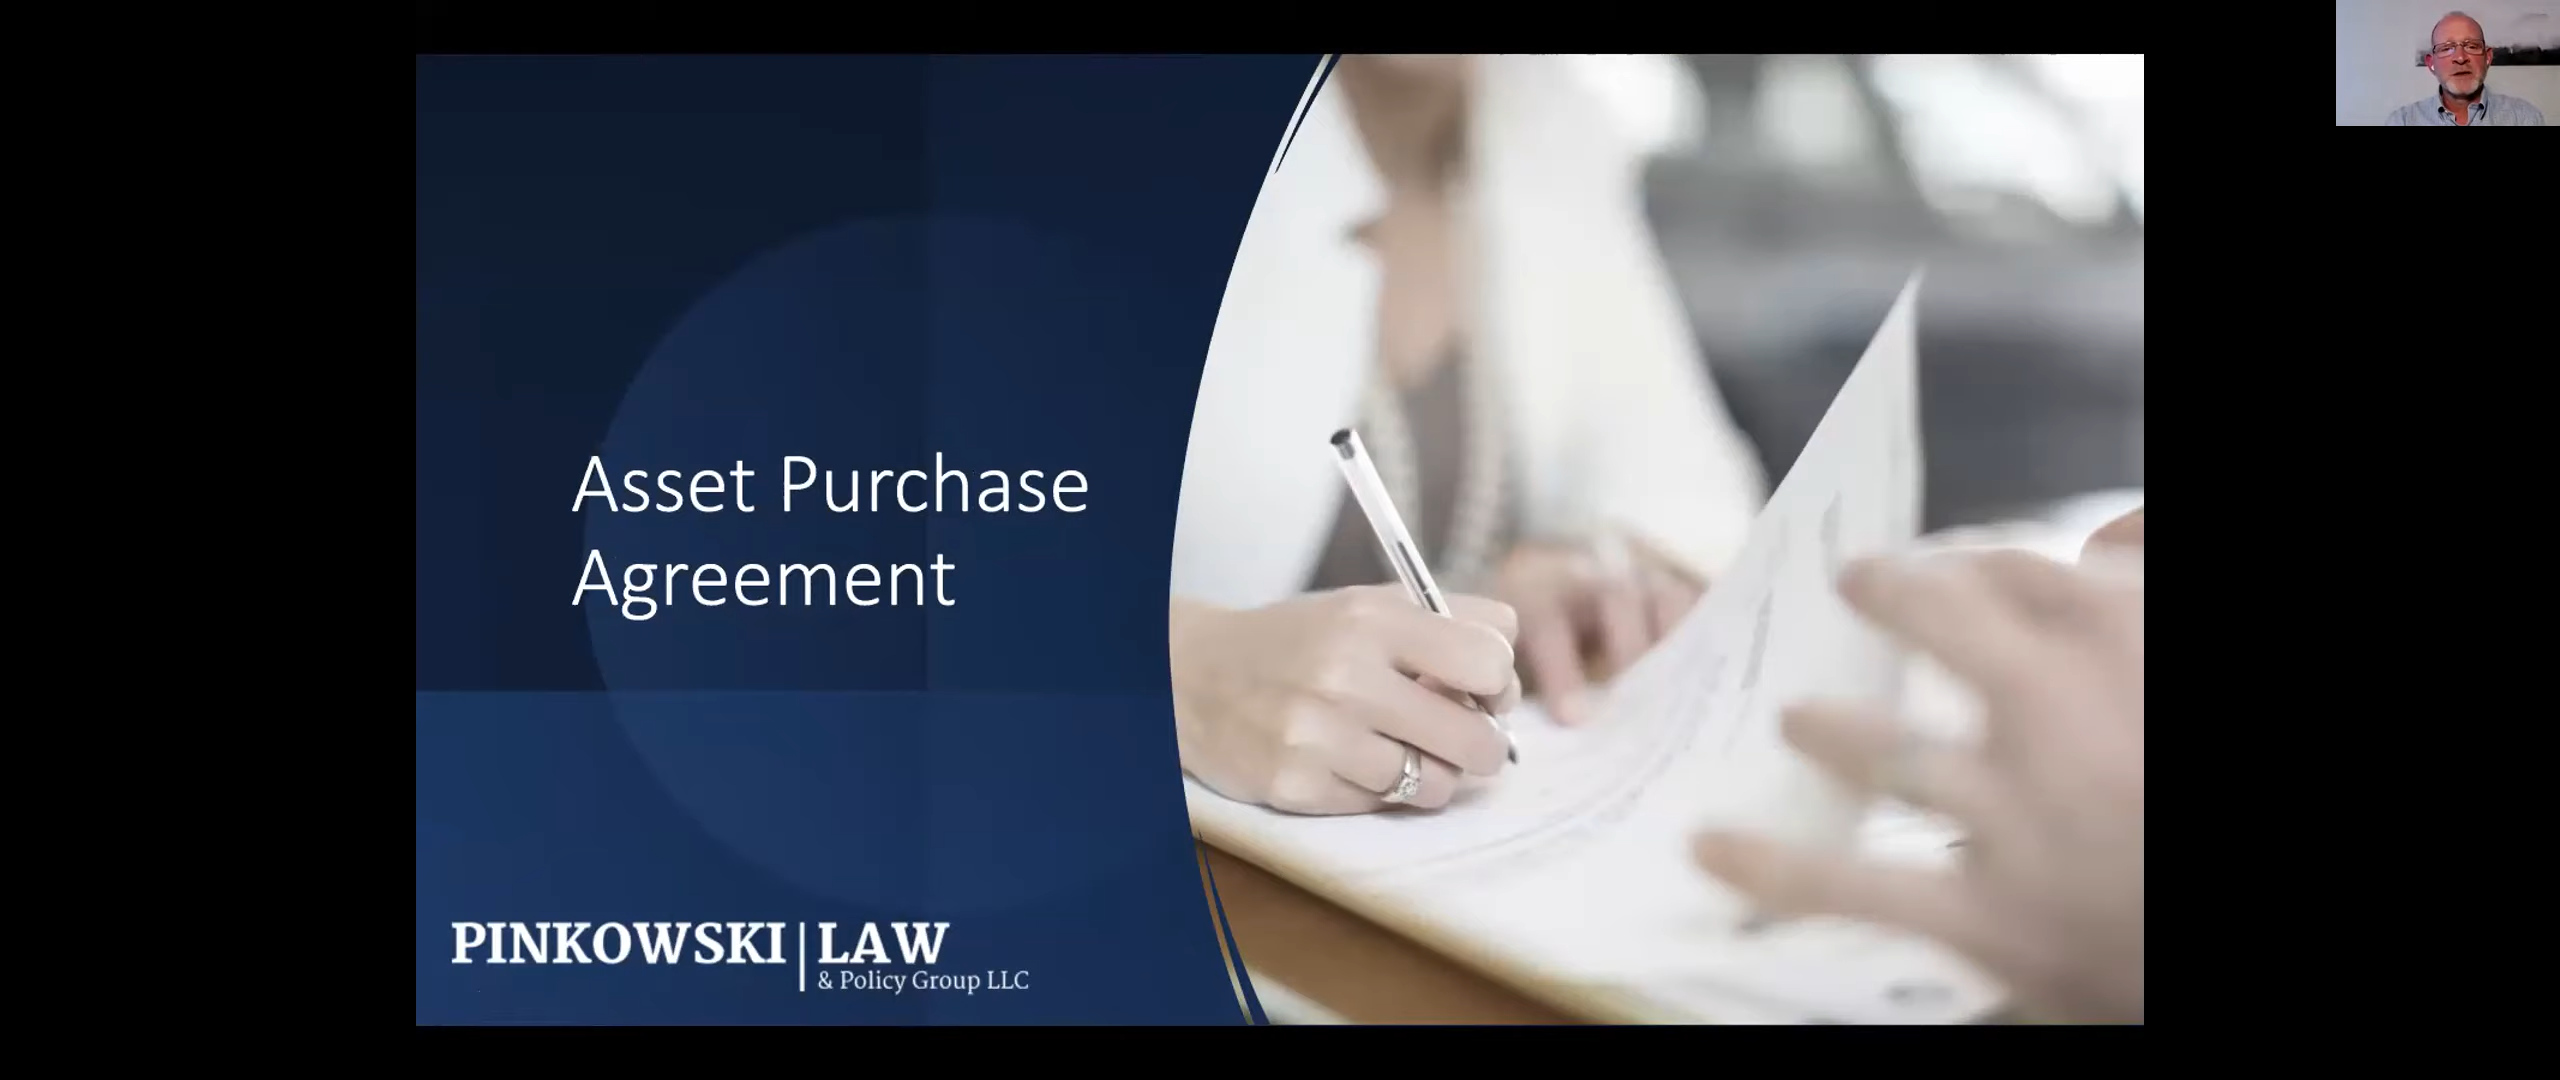 Asset Purchase
Agreement
PINKOWSKI LAW
& Policy Group LLC